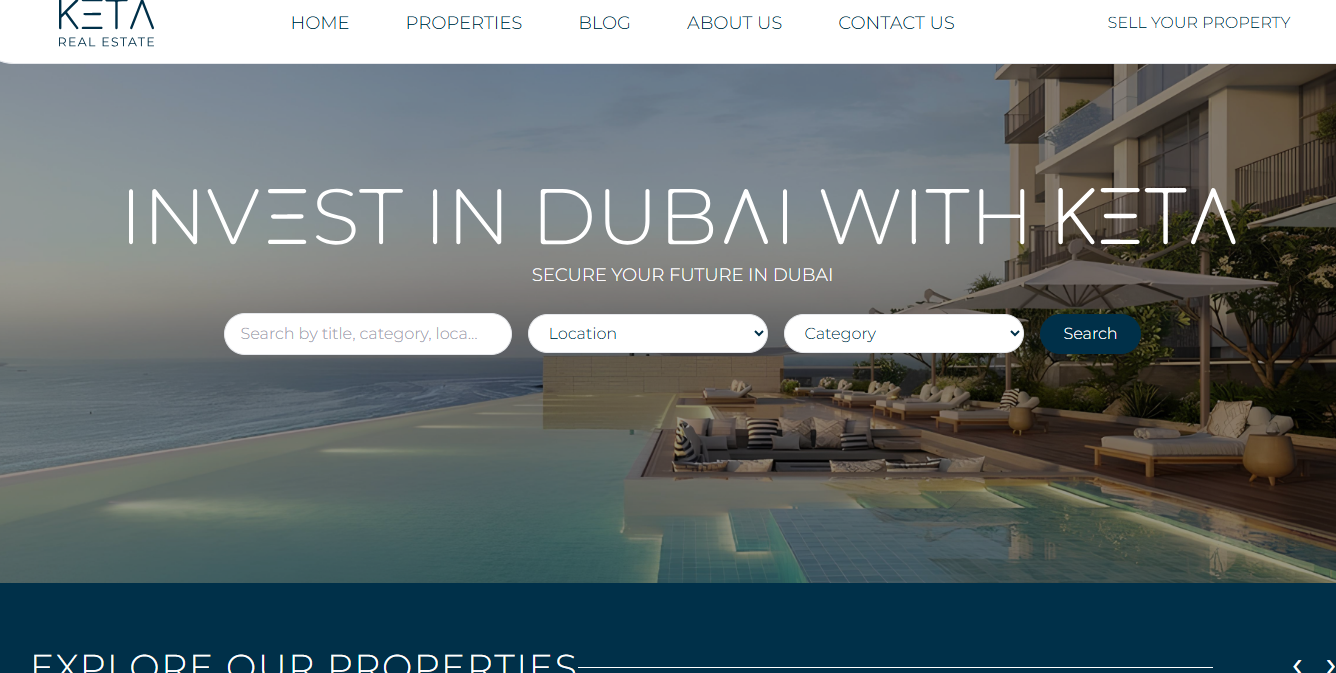 KETA
REAL ESTATE
HOME PROPERTIES BLOG ABOUT US CONTACT US SELL YOUR PROPERTY
INVEST IN DUBAI WITH KETA
SECURE YOUR FUTURE IN DUBAI
Search by title, category, loca... Location Category Search
EXPLORE OUR PROPERTIES